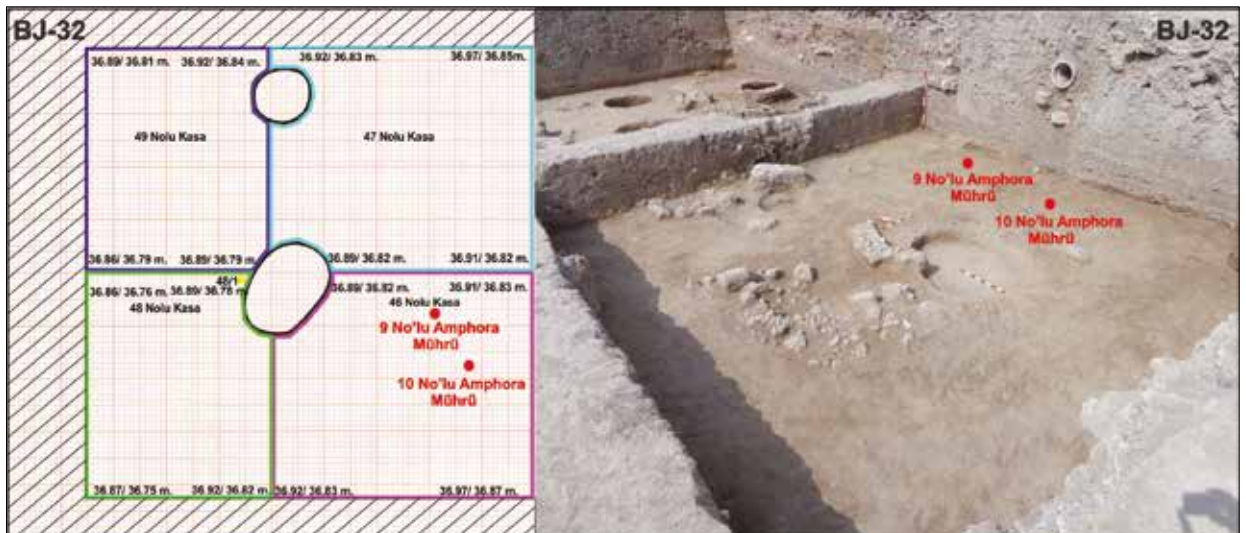 BJ-32
36.89/ 36.81 m. 36.92/ 36.84 m. 36.92/ 36.83 m. 36.97/ 36.85m.
49 Nolu Kasa 47 Nolu Kasa
36.86/ 36.79 m. 36.89/ 36.79 m. 36.89/ 36.82 m. 36.91/ 36.82 m.
48/1
36.86/ 36.76 m. 36.89/ 36.78 m. 36.89/ 36.82 m. 36.91/ 36.83 m.
48 Nolu Kasa 46 Nolu Kasa
9 No'lu Amphora
Mührü
10 No'lu Amphora
Mührü
36.87/ 36.75 m. 36.92/ 36.82 m. 36.92/ 36.83 m. 36.97/ 36.87 m.
BJ-32
9 No'lu Amphora
Mührü
10 No'lu Amphora
Mührü